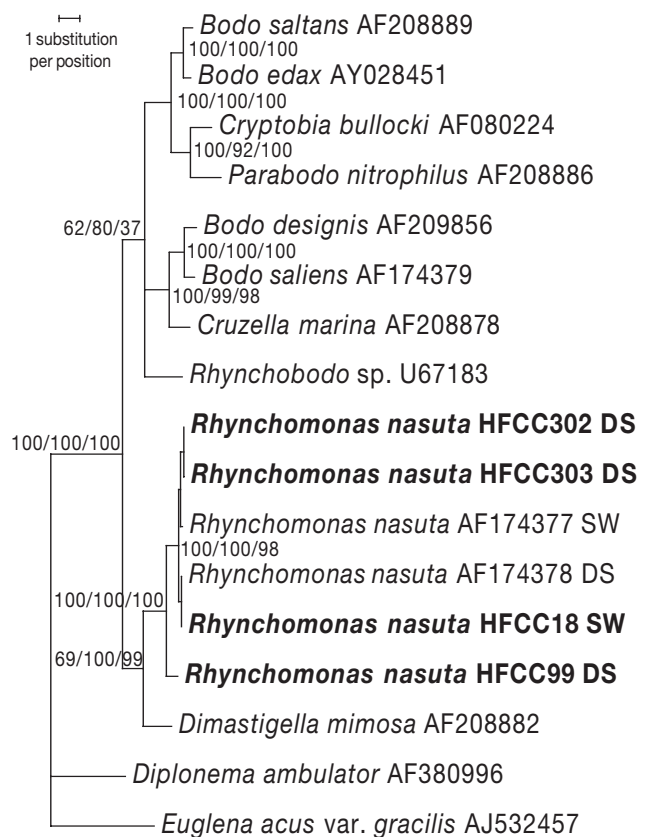 1 substitution
per position
Bodo saltans AF208889
100/100/100
Bodo edax AY028451
100/100/100
Cryptobia bullocki AF080224
100/92/100
Parabodo nitrophilus AF208886
62/80/37
Bodo designis AF209856
100/100/100
Bodo saliens AF174379
100/99/98
Cruzella marina AF208878
Rhynchobodo sp. U67183
Rhynchomonas nasuta HFCC302 DS
100/100/100
Rhynchomonas nasuta HFCC303 DS
Rhynchomonas nasuta AF174377 SW
100/100/98
Rhynchomonas nasuta AF174378 DS
100/100/100
Rhynchomonas nasuta HFCC18 SW
69/100/99
Rhynchomonas nasuta HFCC99 DS
Dimastigella mimosa AF208882
Diplonema ambulator AF380996
Euglena acus var. gracilis AJ532457